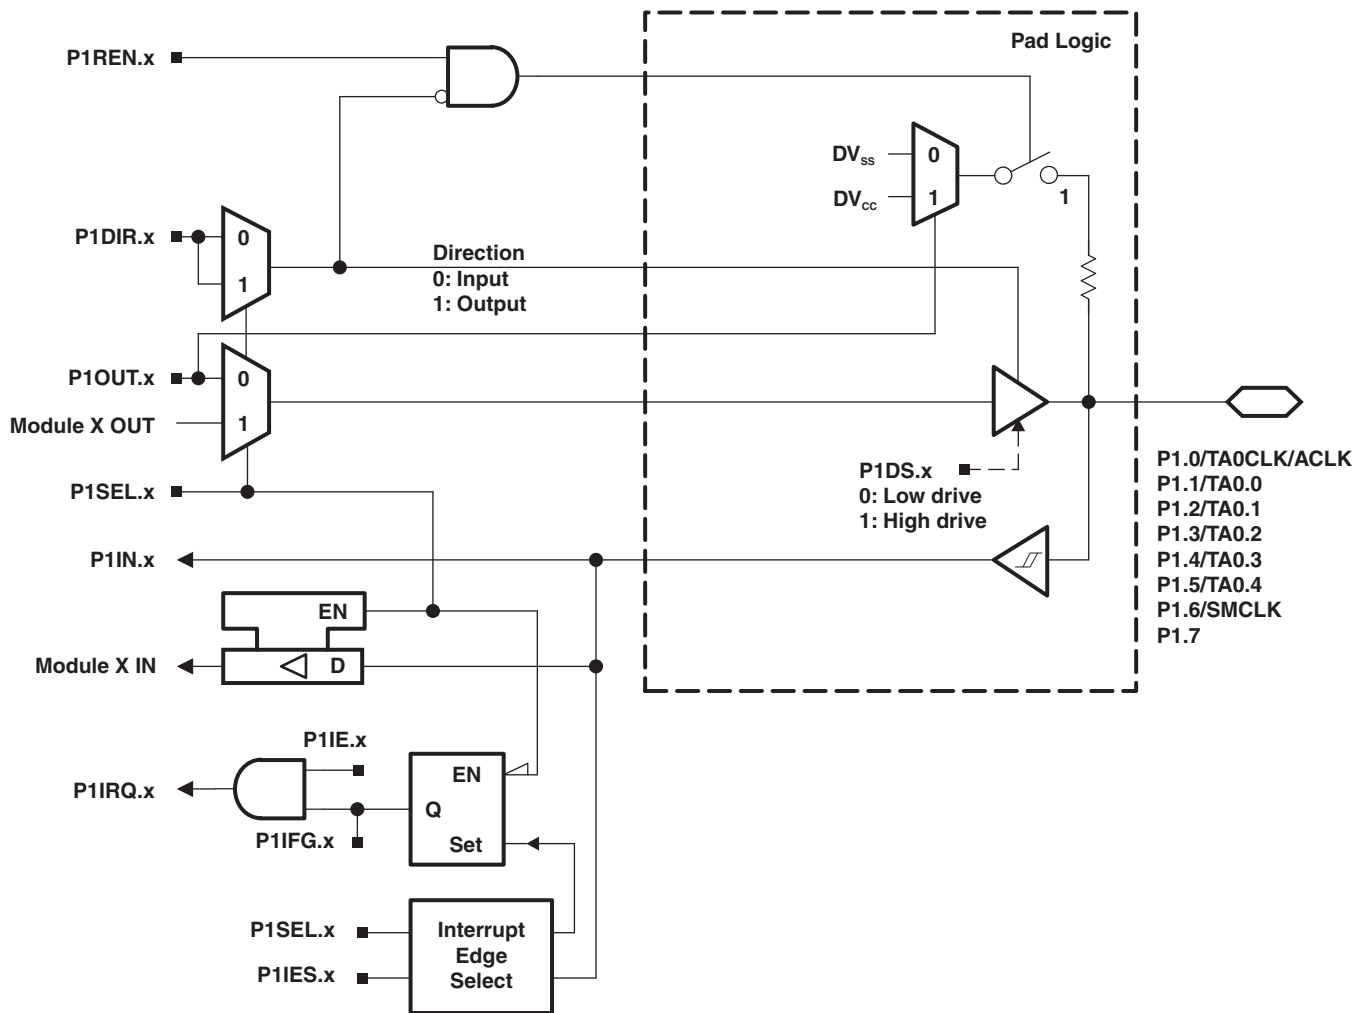 Pad Logic
P1REN.x
DVss
0
DVcc
1
1
P1DIR.x
0
1
Direction
0: Input
1: Output
P1OUT.x
0
Module X OUT
1
P1SEL.x
P1DS.x
0: Low drive
1: High drive
P1.0/TA0CLK/ACLK
P1.1/TA0.0
P1.2/TA0.1
P1.3/TA0.2
P1.4/TA0.3
P1.5/TA0.4
P1.6/SMCLK
P1.7
P1IN.x
EN
Module X IN
D
P1IE.x
P1IRQ.x
EN
Q
P1IFG.x
Set
P1SEL.x
P1IES.x
Interrupt
Edge
Select